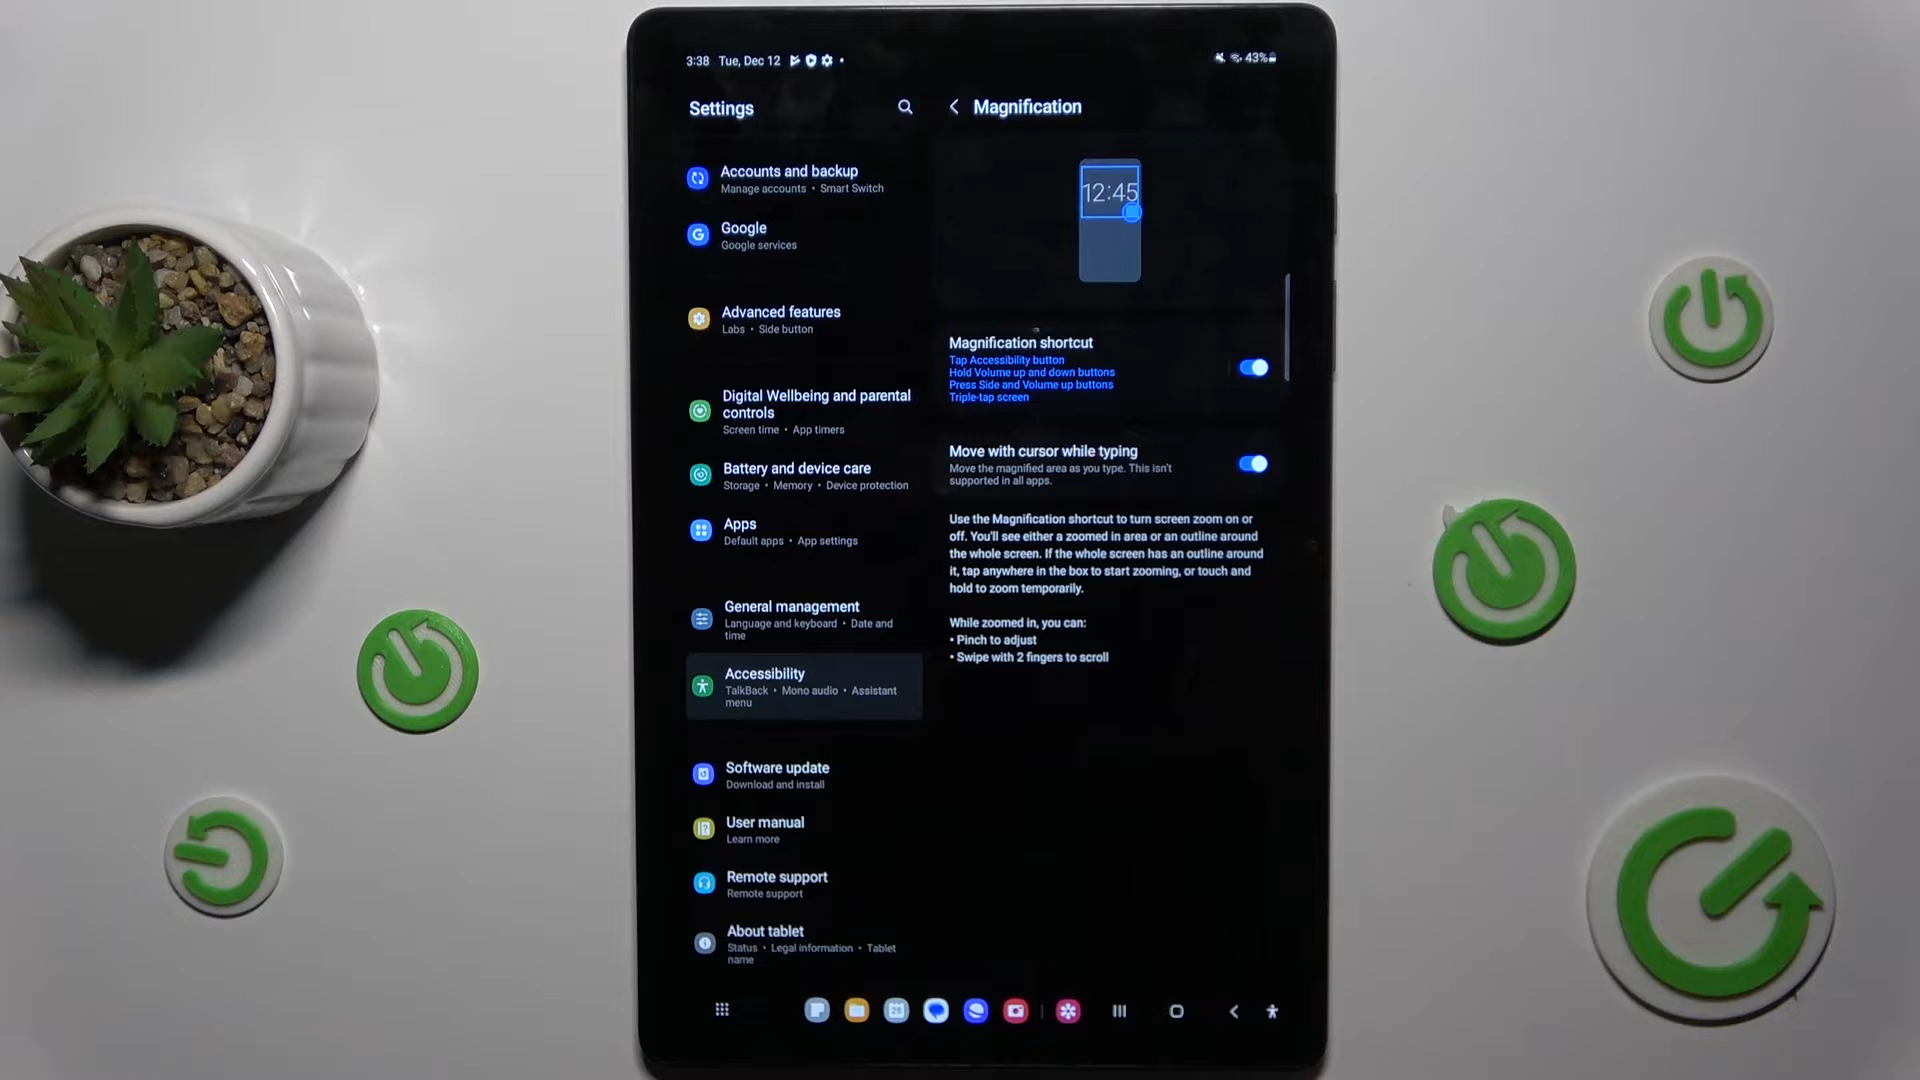 3:38 Tue, Dec 12
43%
Settings
Accounts and backup
Manage accounts • Smart Switch
Google
Google services
Advanced features
Labs • Side button
Digital Wellbeing and parental
controls
Screen time • App timers
Battery and device care
Storage • Memory • Device protection
Apps
Default apps • App settings
General management
Language and keyboard • Date and
time
Accessibility
TalkBack • Mono audio • Assistant
menu
Software update
Download and install
User manual
Learn more
Remote support
Remote support
About tablet
Status • Legal information • Tablet
name
Magnification
12:45
Magnification shortcut
Tap Accessibility button
Hold Volume up and down buttons
Press Side and Volume up buttons
Triple-tap screen
Move with cursor while typing
Move the magnified area as you type. This isn't
supported in all apps.
Use the Magnification shortcut to turn screen zoom on or
off. You'll see either a zoomed in area or an outline around
the whole screen. If the whole screen has an outline around
it, tap anywhere in the box to start zooming, or touch and
hold to zoom temporarily.
While zoomed in, you can:
• Pinch to adjust
• Swipe with 2 fingers to scroll